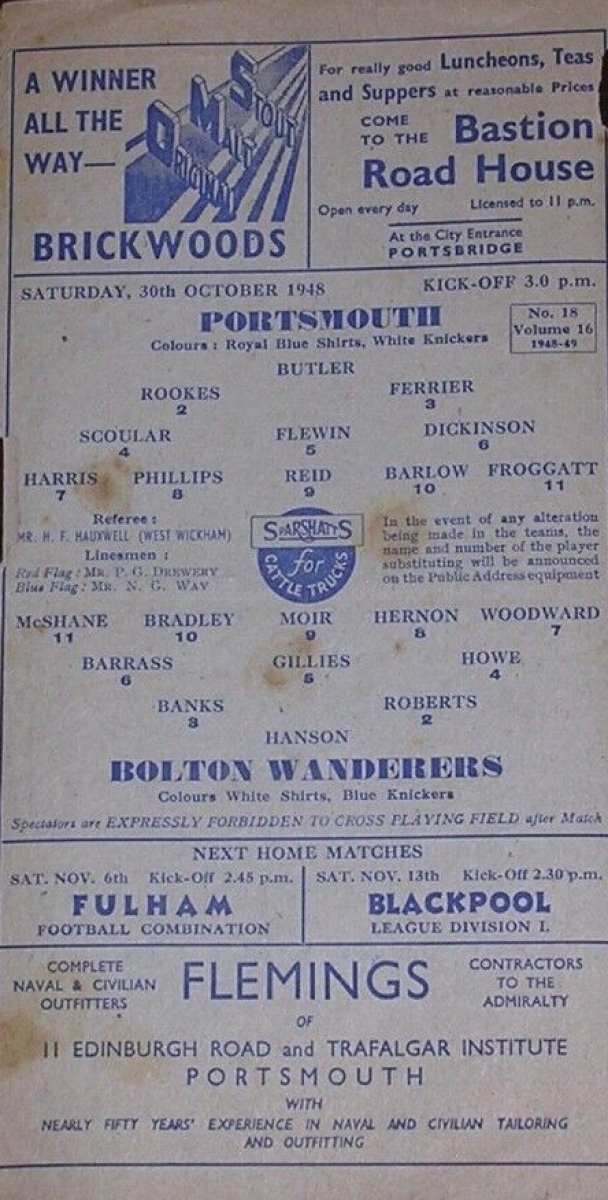 A WINNER
ALL THE
WAY—
ORIGINAL
MALT
STOUT
BRICKWOODS
For really good Luncheons, Teas
and Suppers at reasonable Prices
COME
TO THE Bastion
Road House
Open every day Licensed to 11 p.m.
At the City Entrance
PORTSBRIDGE
SATURDAY, 30th OCTOBER 1948 KICK-OFF 3.0 p.m.
PORTSMOUTH
Colours : Royal Blue Shirts, White Knickers
No. 18
Volume 16
1948-49
BUTLER
ROOKES FERRIER
2 3
SCOULAR FLEWIN DICKINSON
4 5 6
HARRIS PHILLIPS REID BARLOW FROGGATT
7 8 9 10 11
Referee :
MR. H. F. HAUXWELL (WEST WICKHAM)
Linesmen :
Red Flag : MR. P. G. DREWERY
Blue Flag : MR. N. G. WAY
SPARSHATTS
for
CATTLE TRUCKS
In the event of any alteration
being made in the teams, the
name and number of the player
substituting will be announced
on the Public Address equipment
McSHANE BRADLEY MOIR HERNON WOODWARD
11 10 9 8 7
BARRASS GILLIES HOWE
6 5 4
BANKS ROBERTS
3 2
HANSON
BOLTON WANDERERS
Colours White Shirts, Blue Knickers
Spectators are EXPRESSLY FORBIDDEN TO CROSS PLAYING FIELD after Match
NEXT HOME MATCHES
SAT. NOV. 6th Kick-Off 2.45 p.m.
FULHAM
FOOTBALL COMBINATION
SAT. NOV. 13th Kick-Off 2.30 p.m.
BLACKPOOL
LEAGUE DIVISION I.
COMPLETE
NAVAL & CIVILIAN
OUTFITTERS
FLEMINGS
CONTRACTORS
TO THE
ADMIRALTY
OF
11 EDINBURGH ROAD and TRAFALGAR INSTITUTE
PORTSMOUTH
WITH
NEARLY FIFTY YEARS' EXPERIENCE IN NAVAL AND CIVILIAN TAILORING
AND OUTFITTING